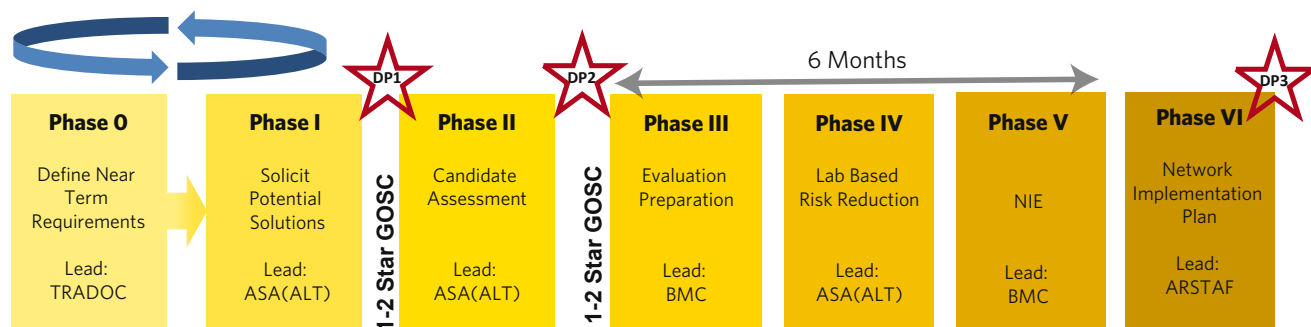 6 Months
DP1
DP2
DP3
Phase 0
Define Near
Term
Requirements
Lead:
TRADOC
Phase I
Solicit
Potential
Solutions
Lead:
ASA(ALT)
1-2 Star GOSC
Phase II
Candidate
Assessment
Lead:
ASA(ALT)
1-2 Star GOSC
Phase III
Evaluation
Preparation
Lead:
BMC
Phase IV
Lab Based
Risk Reduction
Lead:
ASA(ALT)
Phase V
NIE
Lead:
BMC
Phase VI
Network
Implementation
Plan
Lead:
ARSTAF